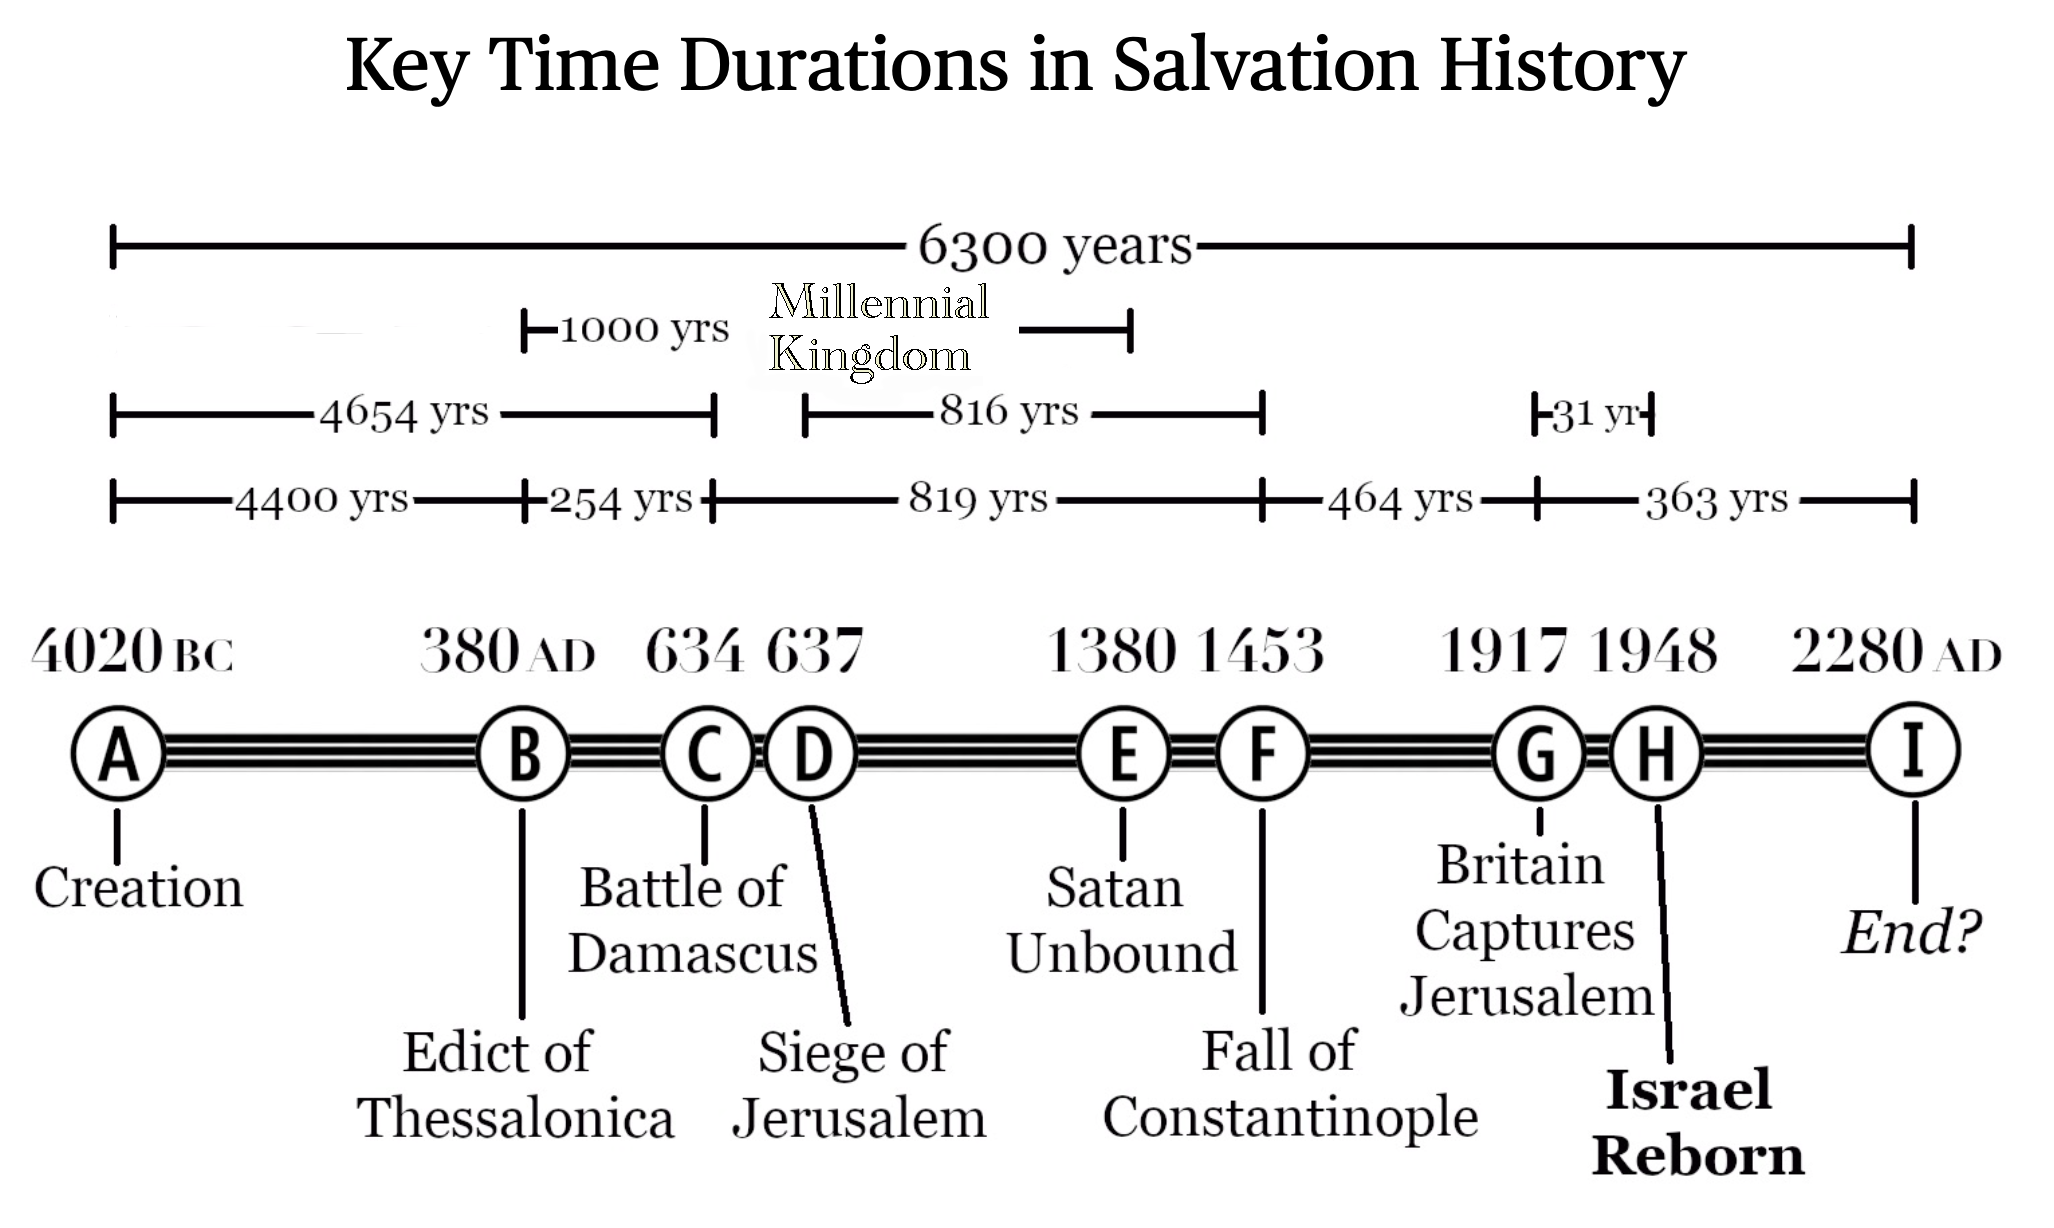 Key Time Durations in Salvation History
6300 years
1000 yrs
Millennial
Kingdom
4654 yrs
816 yrs
31 yr
4400 yrs
254 yrs
819 yrs
464 yrs
363 yrs
4020 BC
380 AD
634
637
1380
1453
1917
1948
2280 AD
A
B
C
D
E
F
G
H
I
Creation
Edict of
Thessalonica
Battle of
Damascus
Siege of
Jerusalem
Satan
Unbound
Fall of
Constantinople
Britain
Captures
Jerusalem
Israel
Reborn
End?